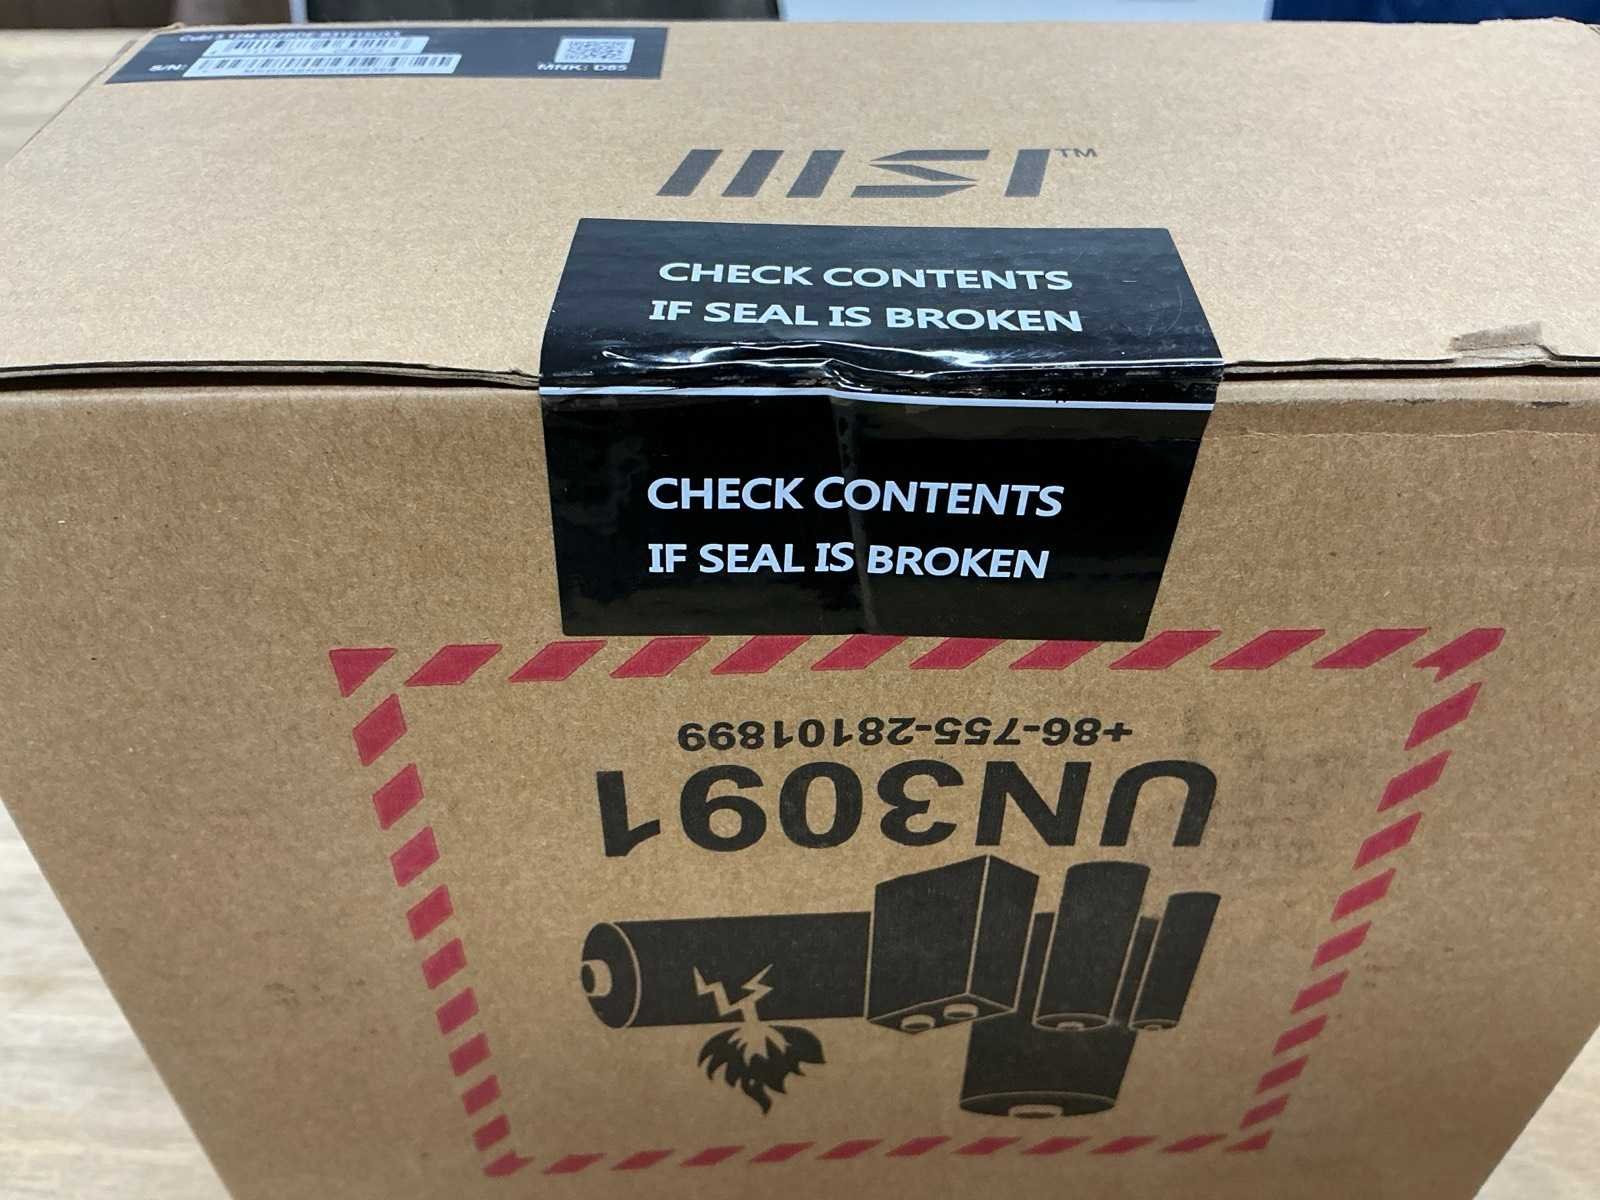 S/N:
MNK: D85
msi™
CHECK CONTENTS
IF SEAL IS BROKEN
CHECK CONTENTS
IF SEAL IS BROKEN
+86-755-28101899
UN3091